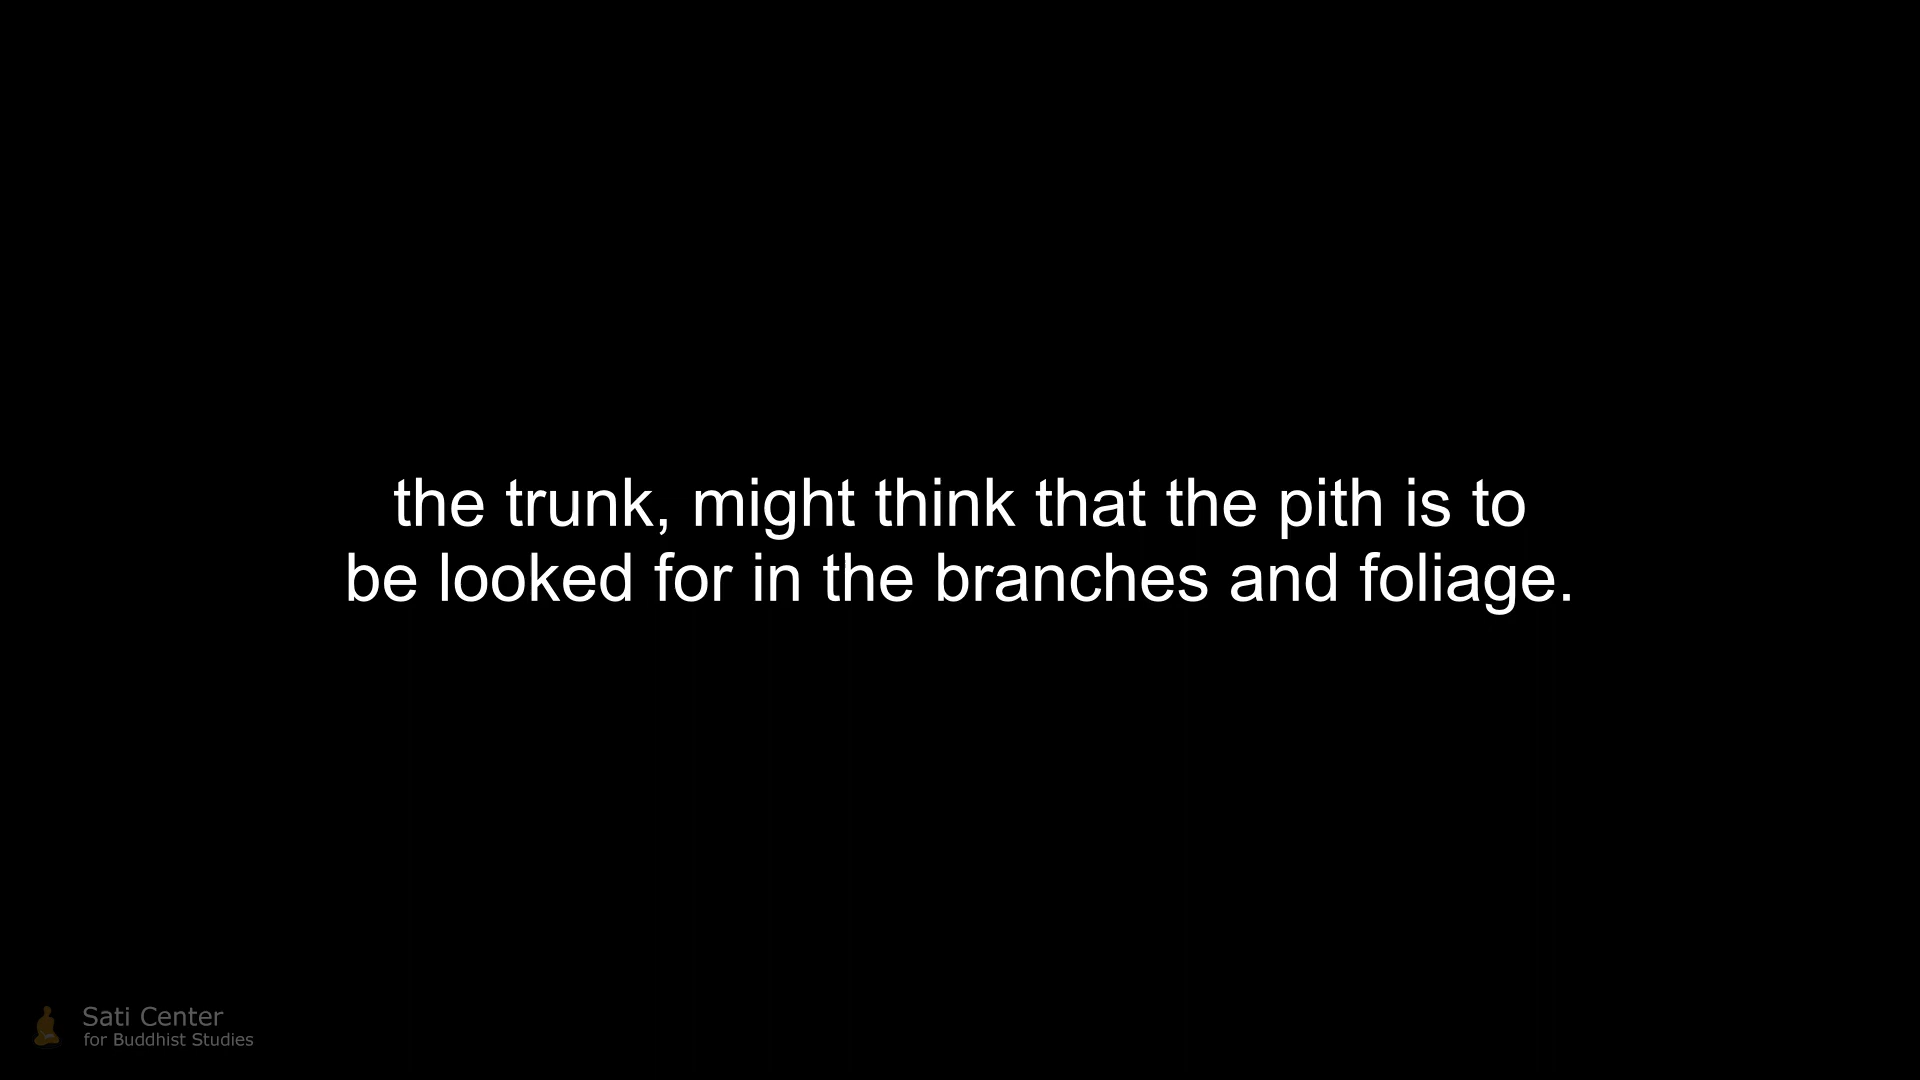 the trunk, might think that the pith is to
be looked for in the branches and foliage.
Sati Center
for Buddhist Studies